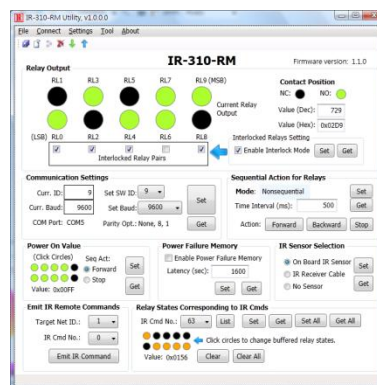 IR-310-RM Utility, v1.0.0.0
File Connect Settings Tool About
IR-310-RM Firmware version: 1.1.0
Relay Output
RL1 RL3 RL5 RL7 RL9 (MSB)
Contact Position
NC: NO:
Current Relay Output
Value (Dec): 729
Value (Hex): 0x02D9
(LSB) RL0 RL2 RL4 RL6 RL8
Interlocked Relay Pairs
Interlocked Relays Setting
Enable Interlock Mode Set Get
Communication Settings
Curr. ID: 9 Set SW ID: 9 Set
Curr. Baud: 9600 Set Baud: 9600
COM Port: COM5 Parity Opt.: None, 8, 1 Get
Sequential Action for Relays
Mode: Nonsequential Set
Time Interval (ms): 500 Get
Action: Forward Backward Stop
Power On Value
(Click Circles) Seq Act:
Forward Set
Stop
Value: 0x00FF Get
Power Failure Memory
Enable Power Failure Memory
Latency (sec): 1600
Set Get
IR Sensor Selection
On Board IR Sensor Set
IR Receiver Cable
No Sensor Get
Emit IR Remote Commands
Target Net ID.: 1
IR Cmd No.: 0
Emit IR Command
Relay States Corresponding to IR Cmds
IR Cmd No.: 63 List Set Get Set All Get All
Click circles to change buffered relay states.
Value: 0x0156 Clear Clear All